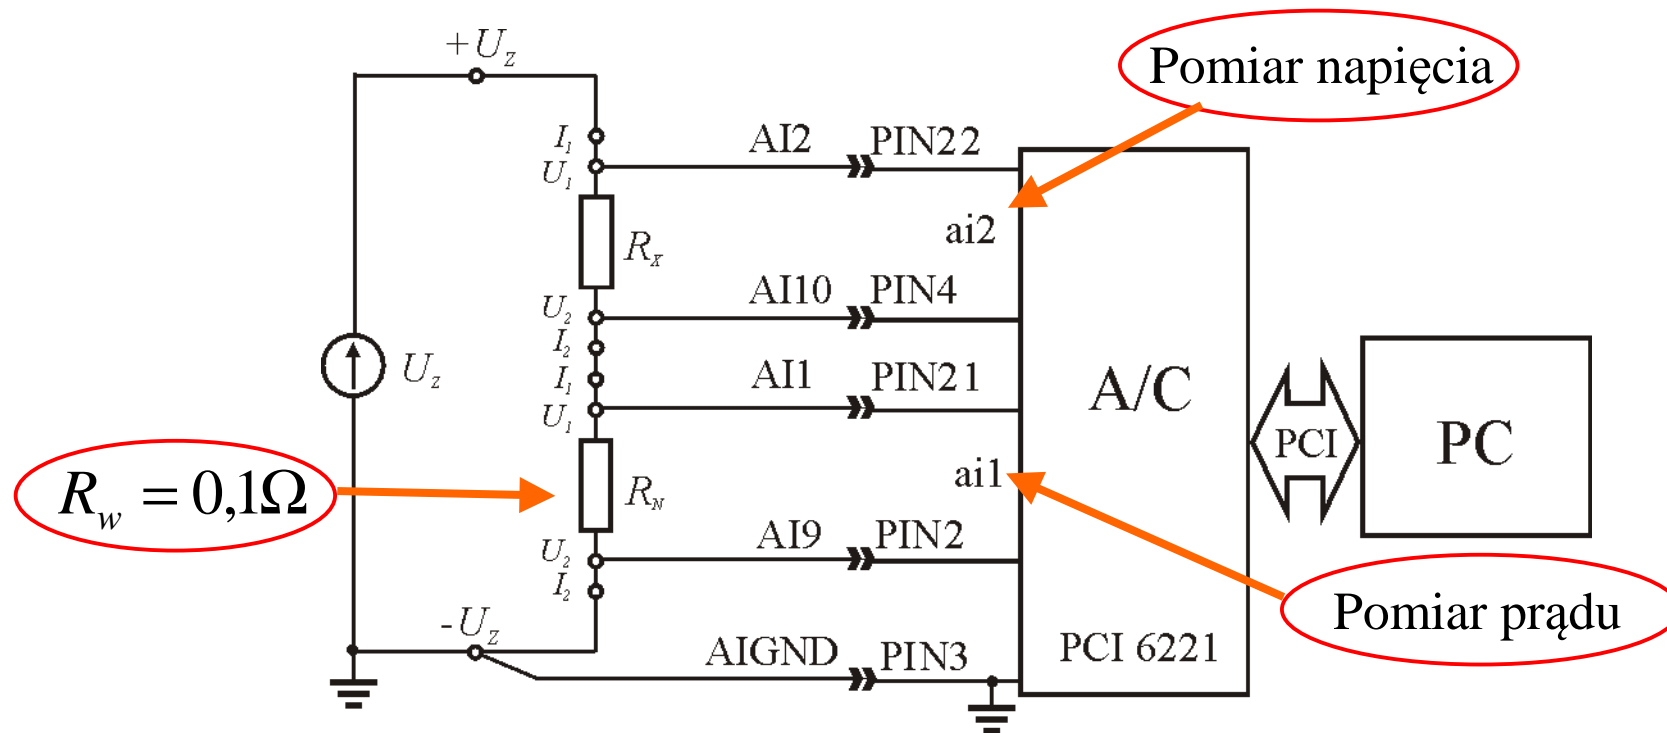 +U_z
Pomiar napięcia
I_1
U_1
AI2
PIN22
R_X
ai2
U_2
I_2
AI10
PIN4
U_z
I_1
U_1
AI1
PIN21
A/C
PCI
PC
R_w = 0,1Ω
R_N
ai1
U_2
I_2
AI9
PIN2
Pomiar prądu
-U_z
AIGND
PIN3
PCI 6221